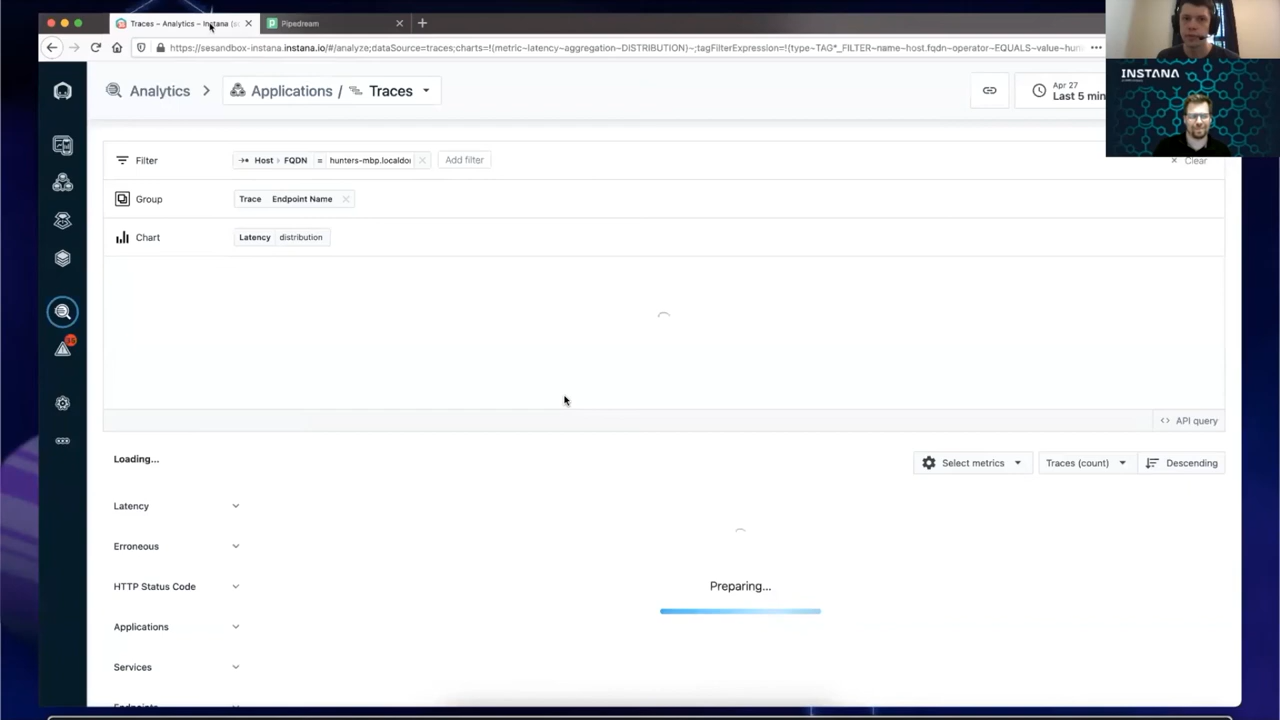 Traces – Analytics – Instana (s
Pipedream
https://sesandbox-instana.instana.io/#/analyze;dataSource=traces;charts=!(metric~latency~aggregation~DISTRIBUTION)~;tagFilterExpression=!(type~TAG*_FILTER~name~host.fqdn~operator~EQUALS~value~hun
Analytics > Applications / Traces
Apr 27
Last 5 min
INSTANA
Filter
Host > FQDN = hunters-mbp.localdo
Add filter
× Clear
Group
Trace Endpoint Name
Chart
Latency distribution
<> API query
Loading...
Select metrics
Traces (count)
Descending
Latency
Erroneous
HTTP Status Code
Applications
Services
Preparing...